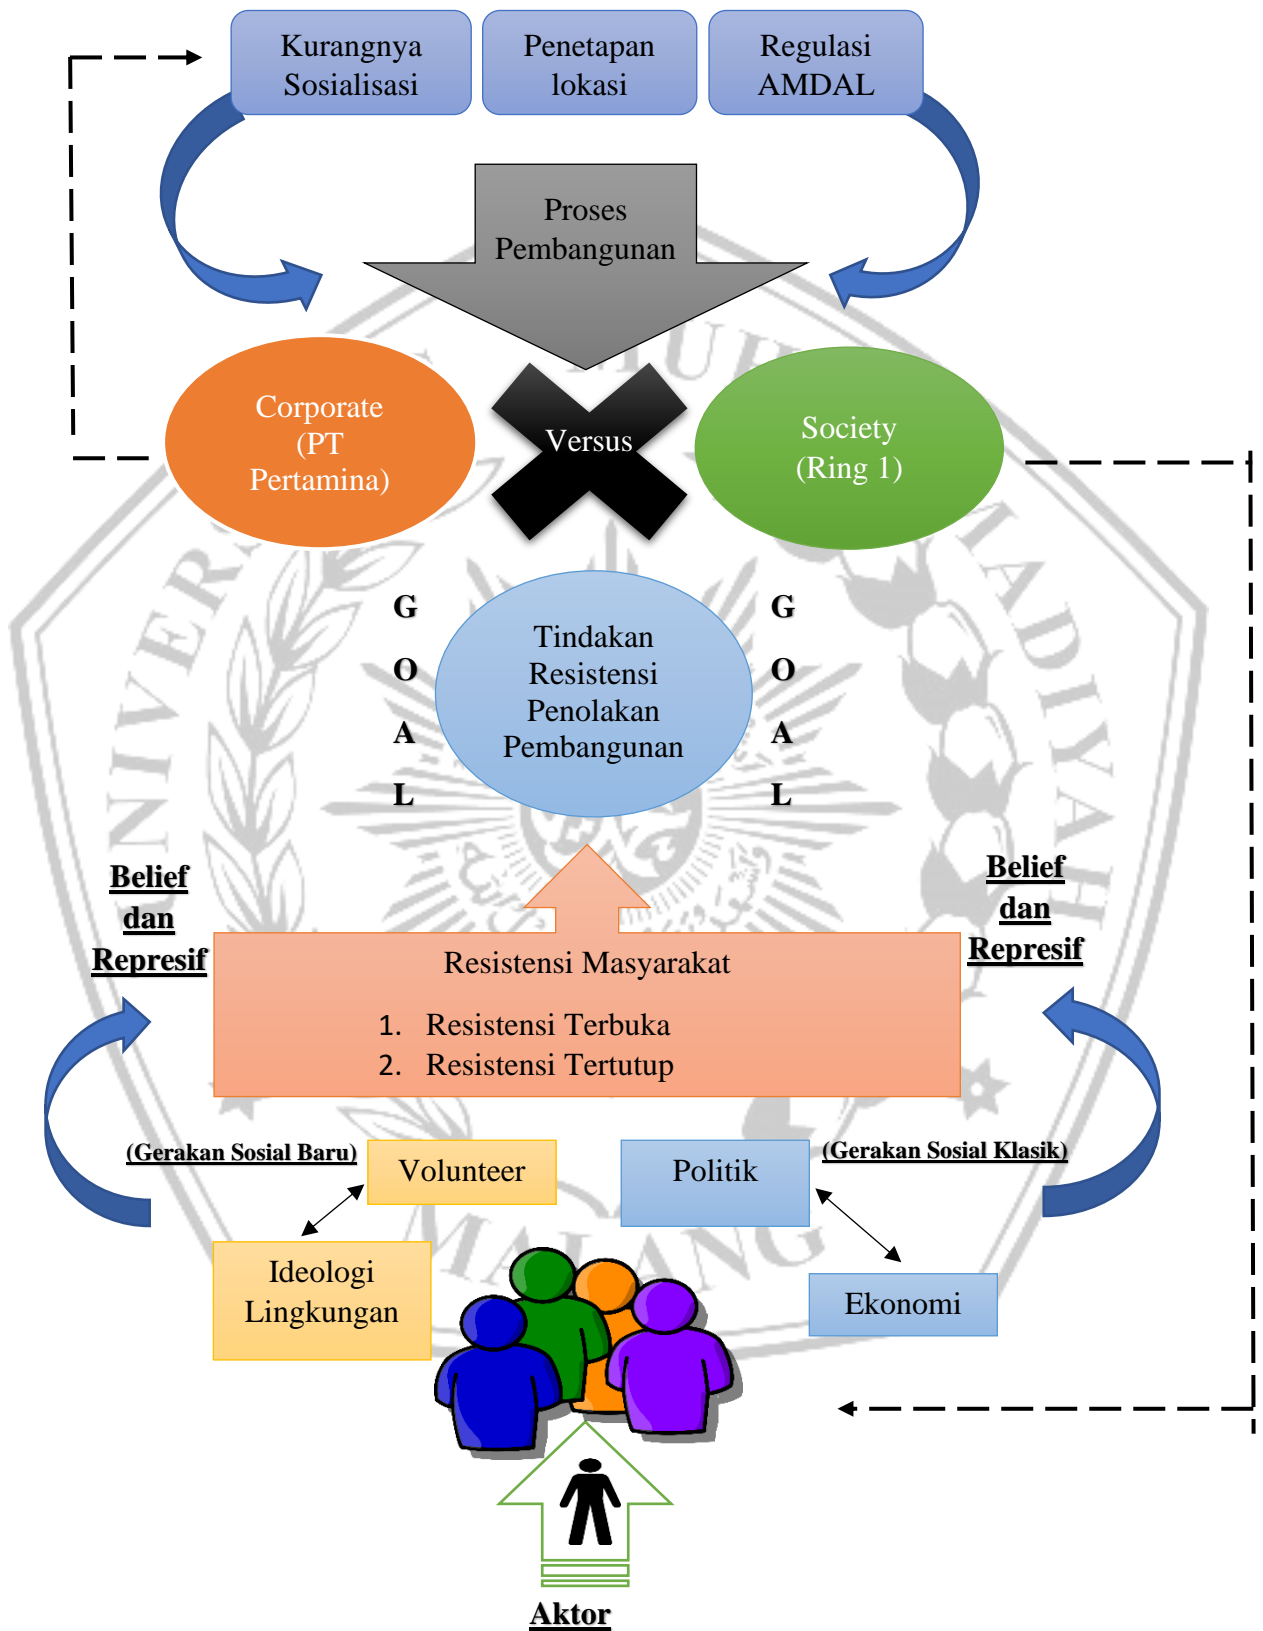 Kurangnya
Sosialisasi
Penetapan
lokasi
Regulasi
AMDAL
Proses
Pembangunan
Corporate
(PT
Pertamina)
Versus
Society
(Ring 1)
G
O
A
L
Tindakan
Resistensi
Penolakan
Pembangunan
G
O
A
L
Belief
dan
Represif
Belief
dan
Represif
Resistensi Masyarakat
1. Resistensi Terbuka
2. Resistensi Tertutup
(Gerakan Sosial Baru)
Volunteer
Politik
(Gerakan Sosial Klasik)
Ideologi
Lingkungan
Ekonomi
Aktor
MALANG